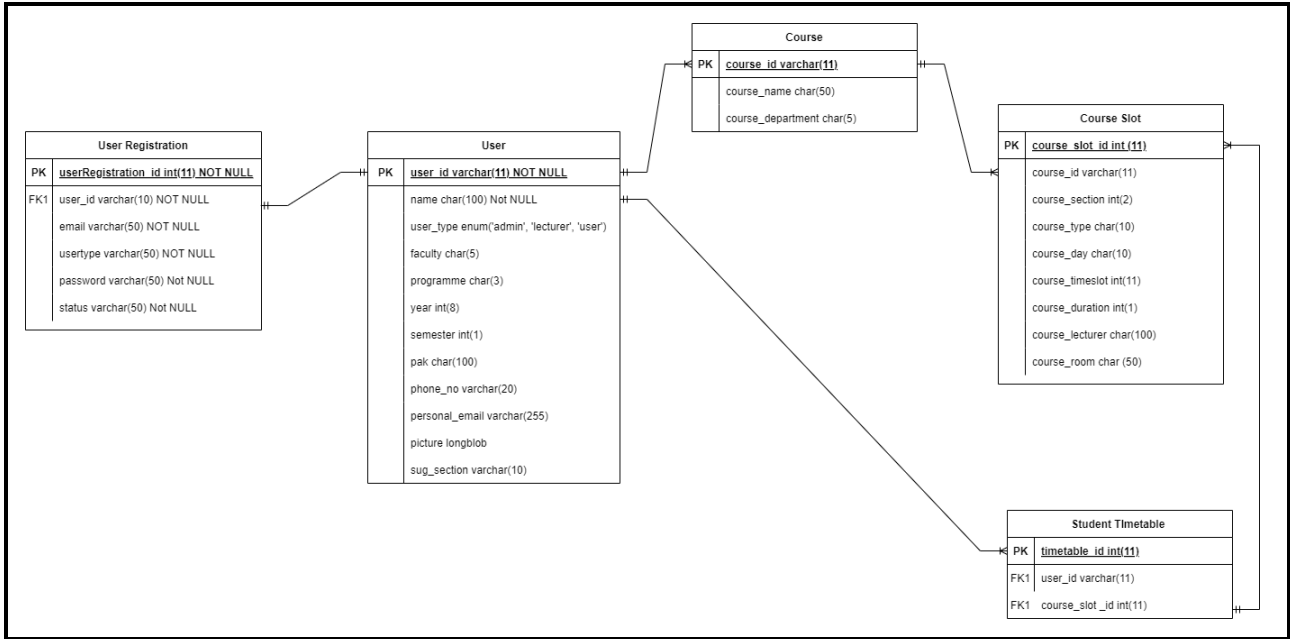 Course
PK course_id varchar(11)
course_name char(50)
course_department char(5)
Course Slot
PK course_slot_id int (11)
course_id varchar(11)
course_section int(2)
course_type char(10)
course_day char(10)
course_timeslot int(11)
course_duration int(1)
course_lecturer char(100)
course_room char (50)
User Registration
PK userRegistration_id int(11) NOT NULL
FK1 user_id varchar(10) NOT NULL
email varchar(50) NOT NULL
usertype varchar(50) NOT NULL
password varchar(50) Not NULL
status varchar(50) Not NULL
User
PK user_id varchar(11) NOT NULL
name char(100) Not NULL
user_type enum('admin', 'lecturer', 'user')
faculty char(5)
programme char(3)
year int(8)
semester int(1)
pak char(100)
phone_no varchar(20)
personal_email varchar(255)
picture longblob
sug_section varchar(10)
Student TImetable
PK timetable_id int(11)
FK1 user_id varchar(11)
FK1 course_slot _id int(11)